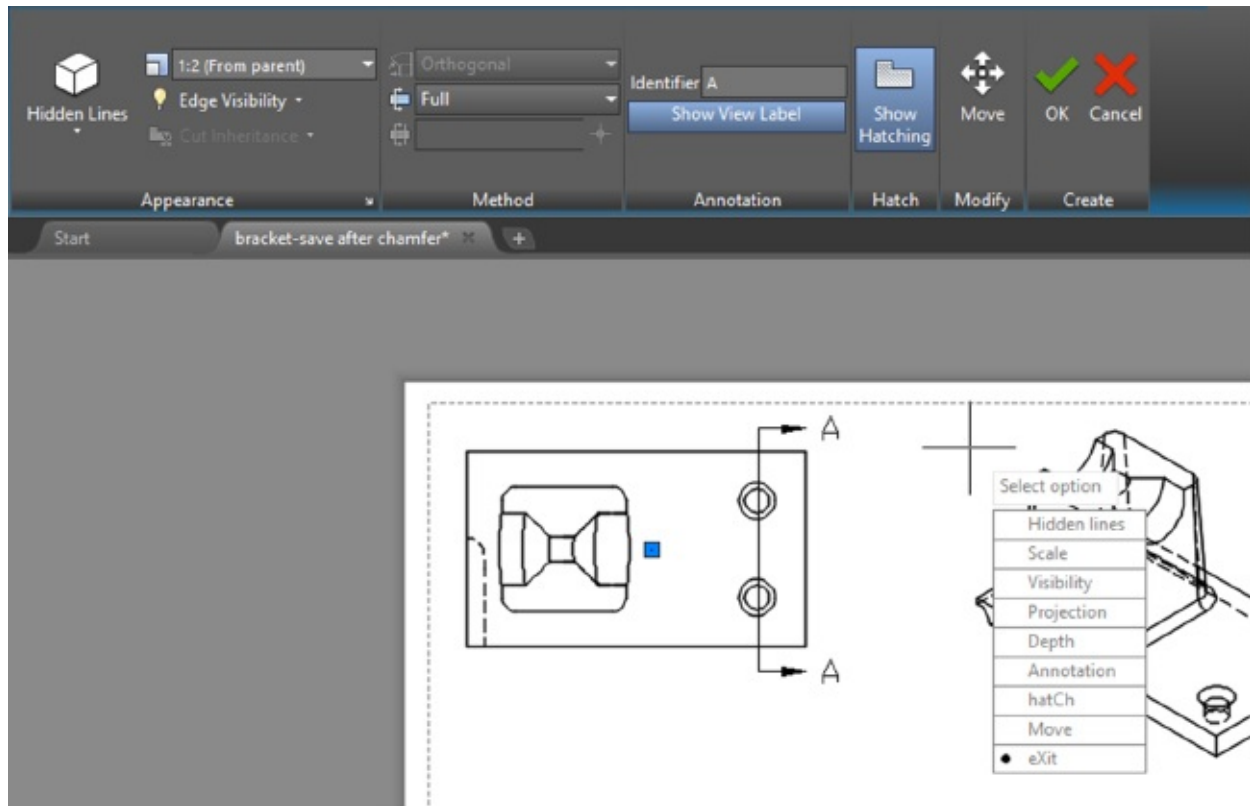 Hidden Lines
1:2 (From parent)
Edge Visibility
Cut Inheritance
Appearance
Orthogonal
Full
Method
Identifier A
Show View Label
Annotation
Show
Hatching
Hatch
Move
Modify
OK Cancel
Create
Start
bracket-save after chamfer*
A
A
Select option
Hidden lines
Scale
Visibility
Projection
Depth
Annotation
hatCh
Move
eXit